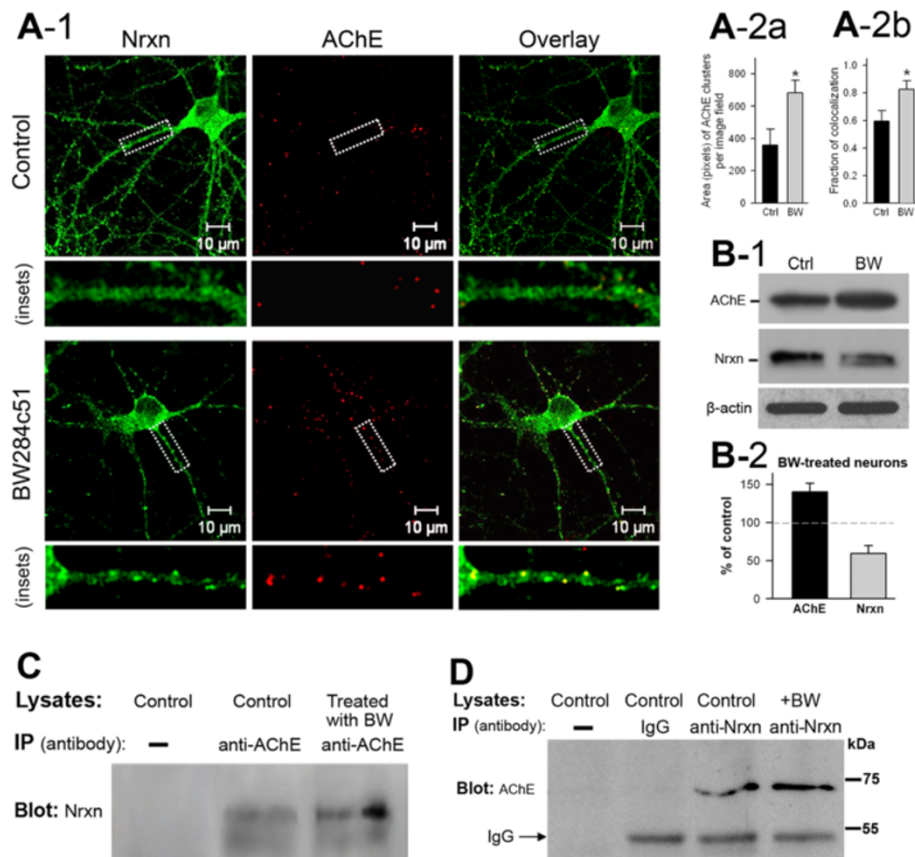 A-1
Nrxn AChE Overlay
Control
10 µm 10 µm 10 µm
(insets)
BW284c51
10 µm 10 µm 10 µm
(insets)
A-2a
Area (pixels) of AChE clusters
per image field
800
600
400
200
0
Ctrl BW
*
A-2b
Fraction of colocalization
1.0
0.8
0.6
0.4
0.2
0.0
Ctrl BW
*
B-1
Ctrl BW
AChE
Nrxn
β-actin
B-2
BW-treated neurons
% of control
150
100
50
0
AChE Nrxn
C
Lysates: Control Control Treated
with BW
IP (antibody): – anti-AChE anti-AChE
Blot: Nrxn
D
Lysates: Control Control Control +BW
IP (antibody): – IgG anti-Nrxn anti-Nrxn
kDa
Blot: AChE
75
IgG
55